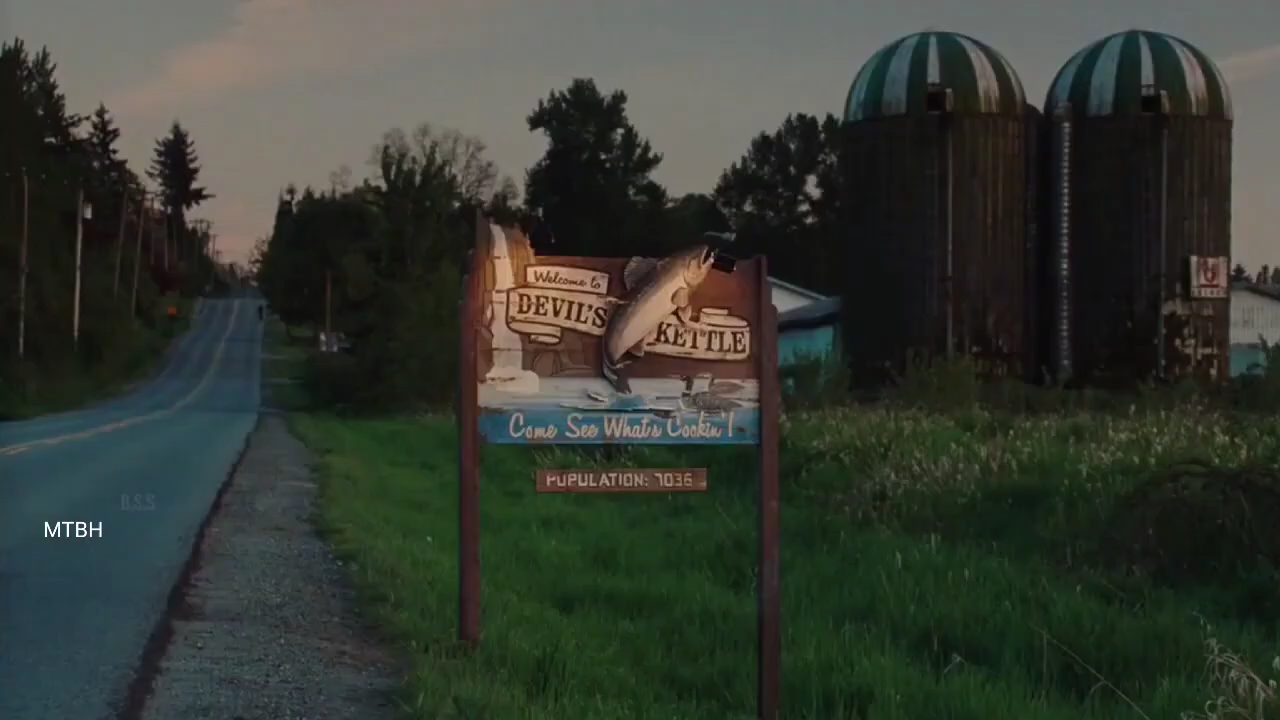 Welcome to
DEVIL'S
KETTLE
Come See What's Cookin'!
POPULATION: 7036
B.S.S
MTBH